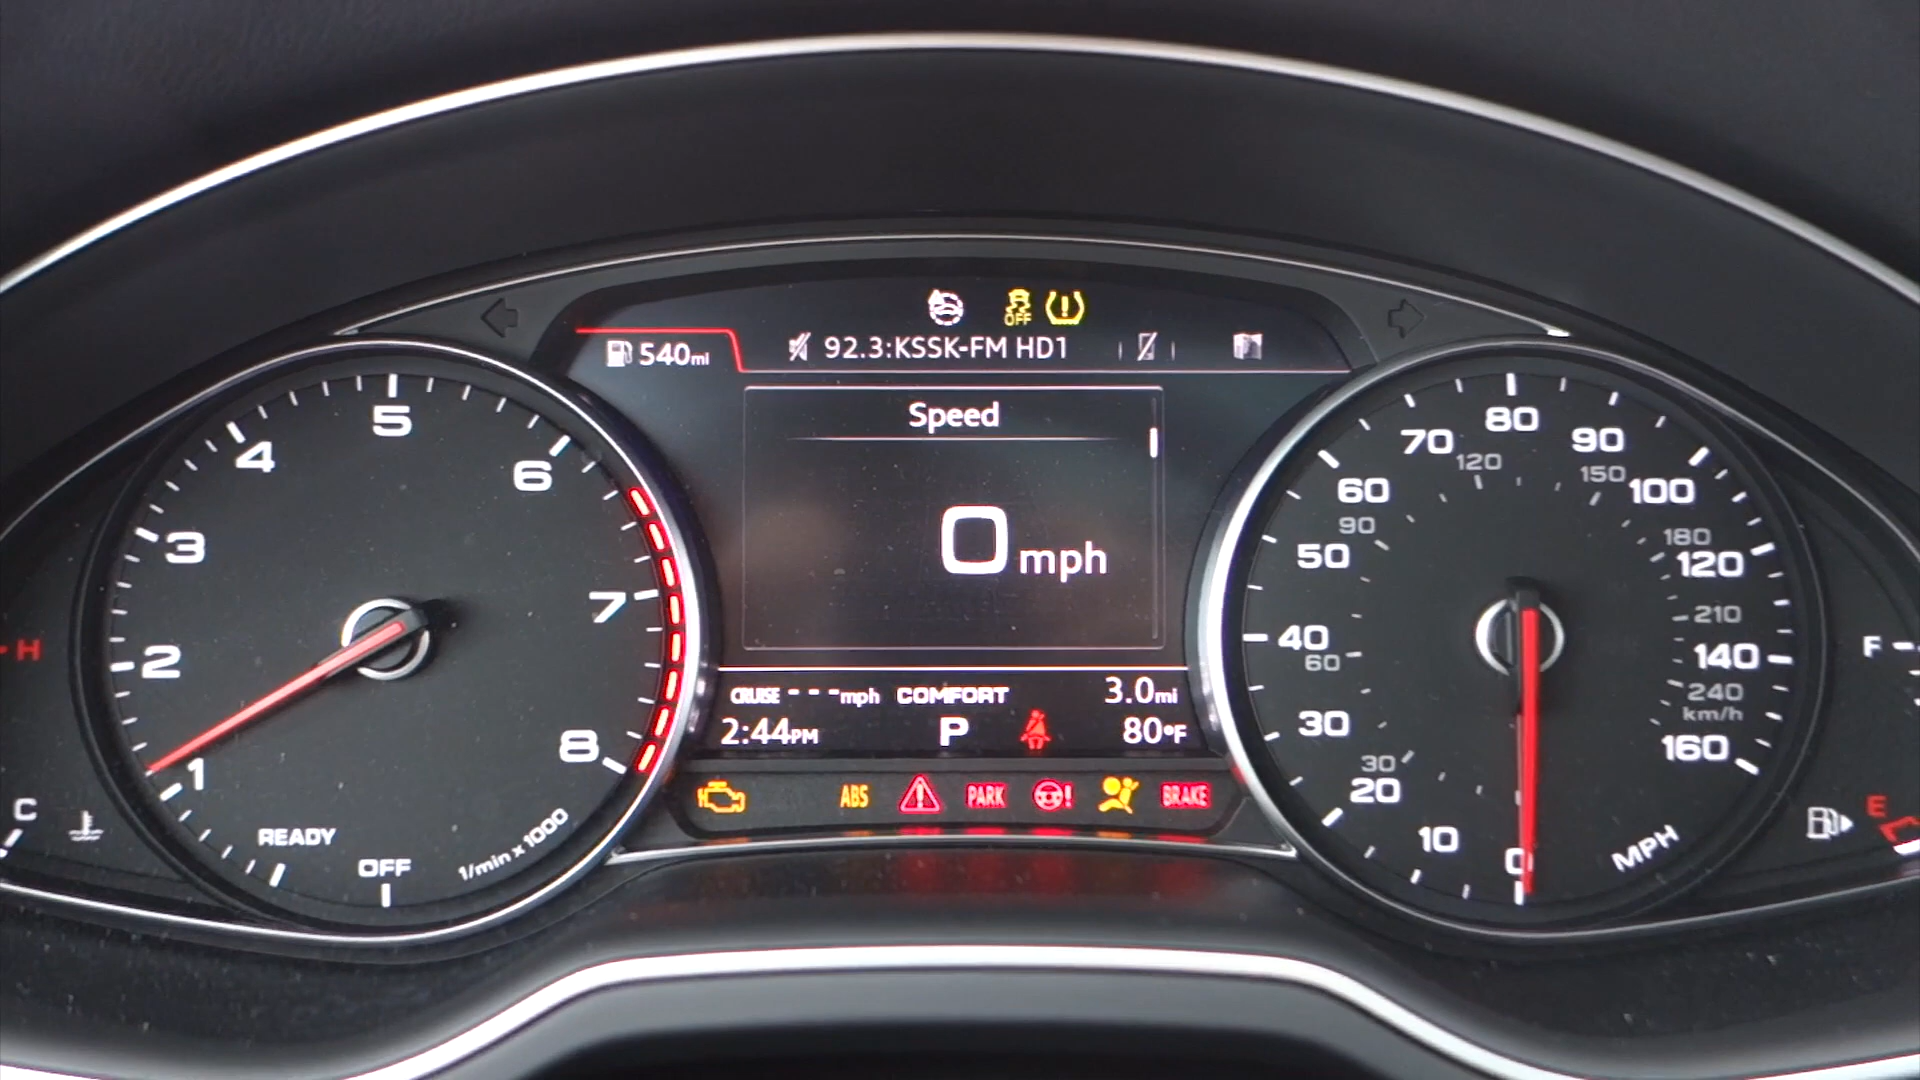 OFF
540mi
92.3:KSSK-FM HD1
Speed
0 mph
CRUISE ---mph COMFORT 3.0mi
2:44PM P 80°F
ABS PARK BRAKE
OFF
READY
1
2
3
4
5
6
7
8
1/min x 1000
H
C
0
10
20
30
40
50
60
70
80
90
100
120
140
160
MPH
30
60
90
120
150
180
210
240
km/h
F
E